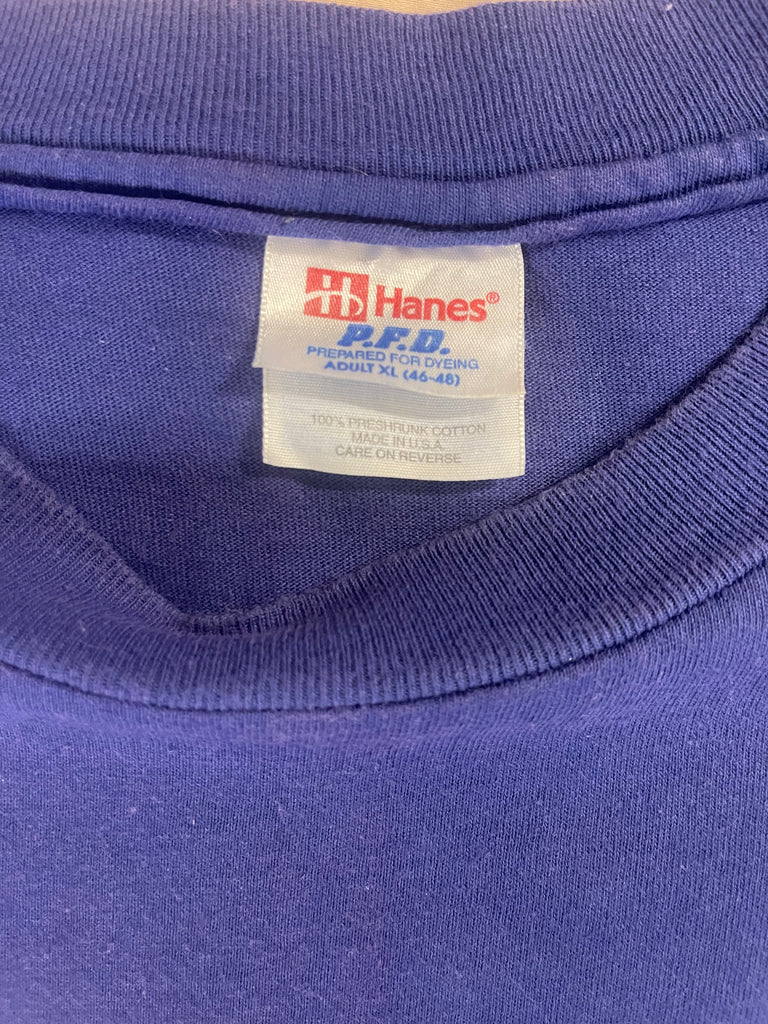 Hanes®
P.F.D.
PREPARED FOR DYEING
ADULT XL (46-48)
100% PRESHRUNK COTTON
MADE IN U.S.A.
CARE ON REVERSE